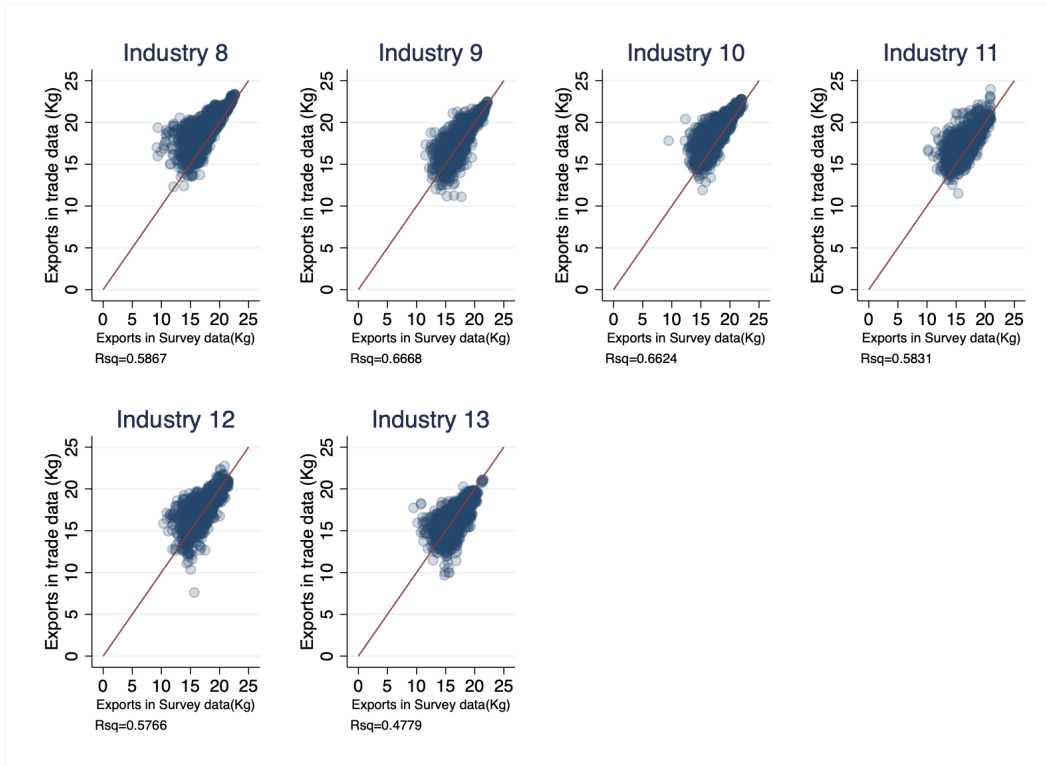 Industry 8
Exports in trade data (Kg)
25
20
15
10
5
0
0 5 10 15 20 25
Exports in Survey data(Kg)
Rsq=0.5867
Industry 9
Exports in trade data (Kg)
25
20
15
10
5
0
0 5 10 15 20 25
Exports in Survey data(Kg)
Rsq=0.6668
Industry 10
Exports in trade data (Kg)
25
20
15
10
5
0
0 5 10 15 20 25
Exports in Survey data(Kg)
Rsq=0.6624
Industry 11
Exports in trade data (Kg)
25
20
15
10
5
0
0 5 10 15 20 25
Exports in Survey data(Kg)
Rsq=0.5831
Industry 12
Exports in trade data (Kg)
25
20
15
10
5
0
0 5 10 15 20 25
Exports in Survey data(Kg)
Rsq=0.5766
Industry 13
Exports in trade data (Kg)
25
20
15
10
5
0
0 5 10 15 20 25
Exports in Survey data(Kg)
Rsq=0.4779